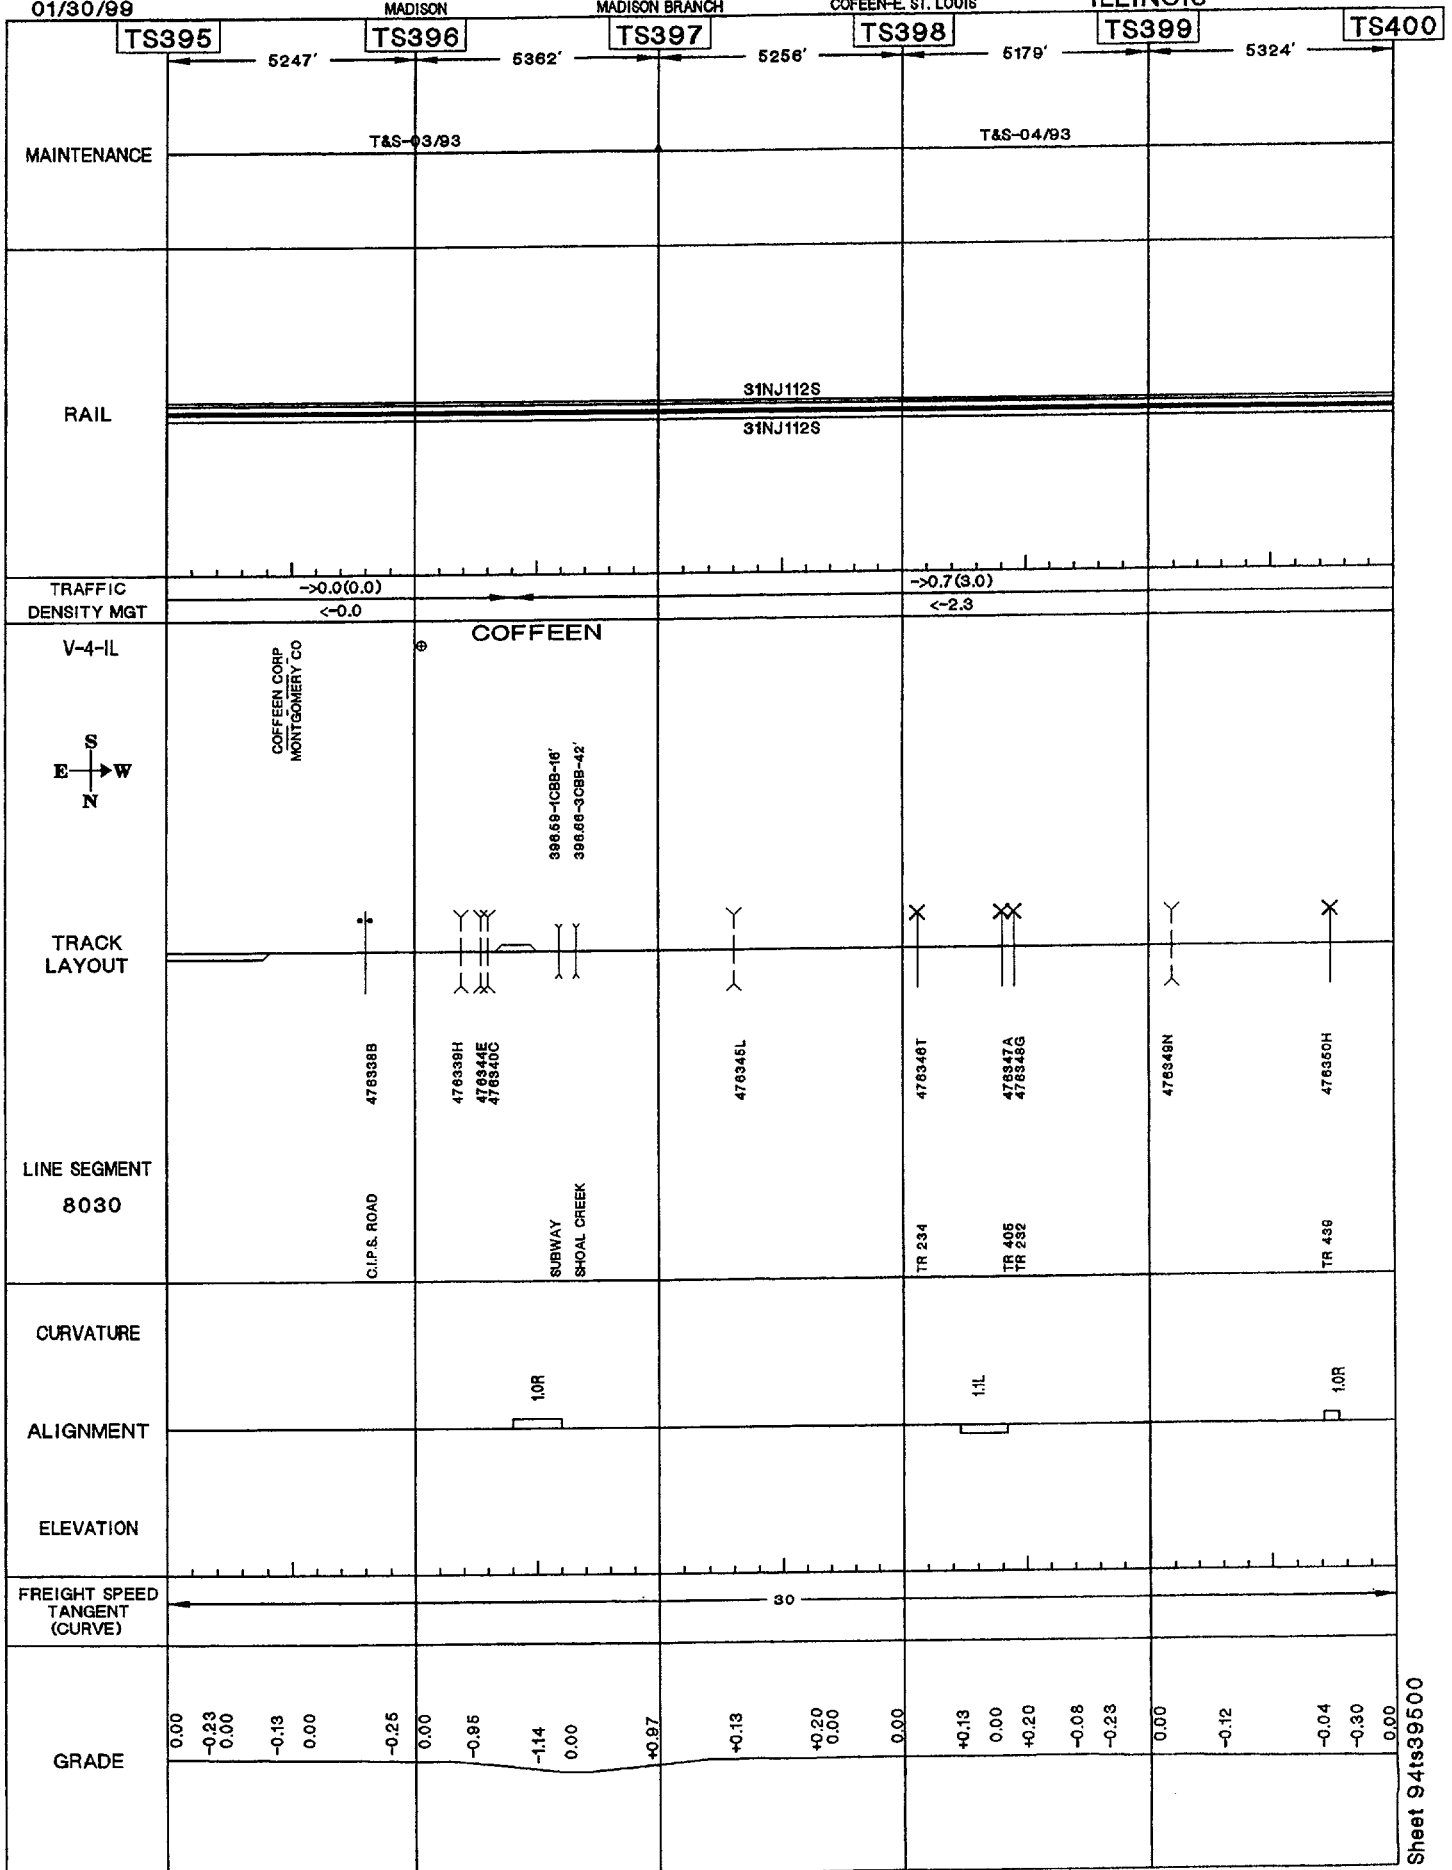 01/30/99
MADISON
MADISON BRANCH
COFEEN-E. ST. LOUIS
ILLINOIS
TS395
TS396
TS397
TS398
TS399
TS400
5247'
5362'
5256'
5179'
5324'
MAINTENANCE
T&S-03/93
T&S-04/93
RAIL
31NJ112S
31NJ112S
TRAFFIC
DENSITY MGT
->0.0(0.0)
<-0.0
->0.7(3.0)
<-2.3
V-4-IL
COFFEEN
COFFEEN CORP
MONTGOMERY CO
S
E
W
N
396.59-1CBB-16'
396.66-3CBB-42'
TRACK
LAYOUT
476338B
476339H
476344E
476340C
476345L
476346T
476347A
476348G
476349N
476350H
LINE SEGMENT
8030
C.I.P.S. ROAD
SUBWAY
SHOAL CREEK
TR 234
TR 405
TR 232
TR 439
CURVATURE
1.0R
1.1L
1.0R
ALIGNMENT
ELEVATION
FREIGHT SPEED
TANGENT
(CURVE)
30
GRADE
0.00
-0.23
0.00
-0.13
0.00
-0.25
0.00
-0.95
-1.14
0.00
+0.97
+0.13
+0.20
0.00
0.00
+0.13
0.00
+0.20
-0.08
-0.23
0.00
-0.12
-0.04
-0.30
0.00
Sheet 94ts39500